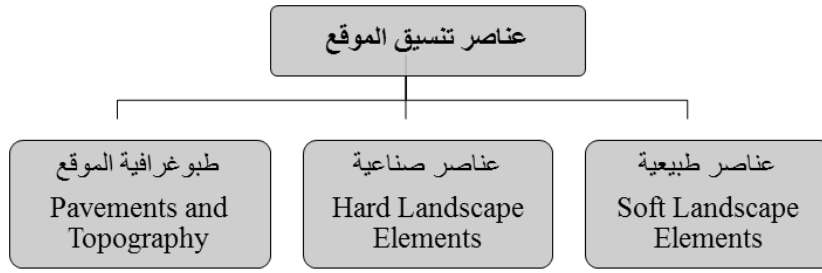 عناصر تنسيق الموقع
عناصر طبيعية
Soft Landscape
Elements
عناصر صناعية
Hard Landscape
Elements
طبوغرافية الموقع
Pavements and
Topography